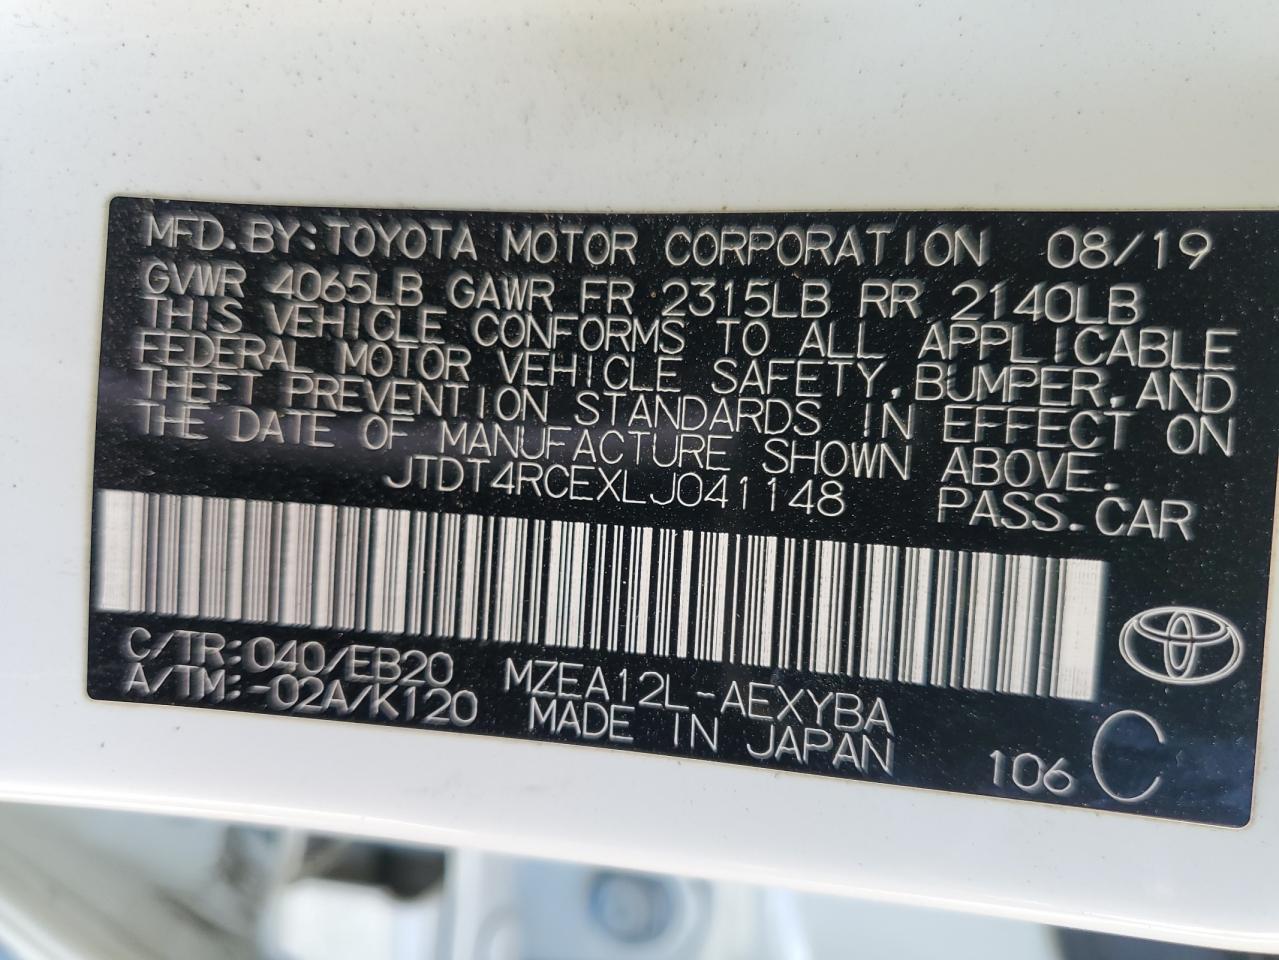 MFD. BY: TOYOTA MOTOR CORPORATION 08/19
GVWR 4065LB GAWR FR 2315LB RR 2140LB
THIS VEHICLE CONFORMS TO ALL APPLICABLE
FEDERAL MOTOR VEHICLE SAFETY, BUMPER, AND
THEFT PREVENTION STANDARDS IN EFFECT ON
THE DATE OF MANUFACTURE SHOWN ABOVE.
JTDT4RCEXLJ041148 PASS. CAR
C/TR: 040/EB20 MZEA12L-AEXYBA
A/TM: -02A/K120 MADE IN JAPAN 106 C